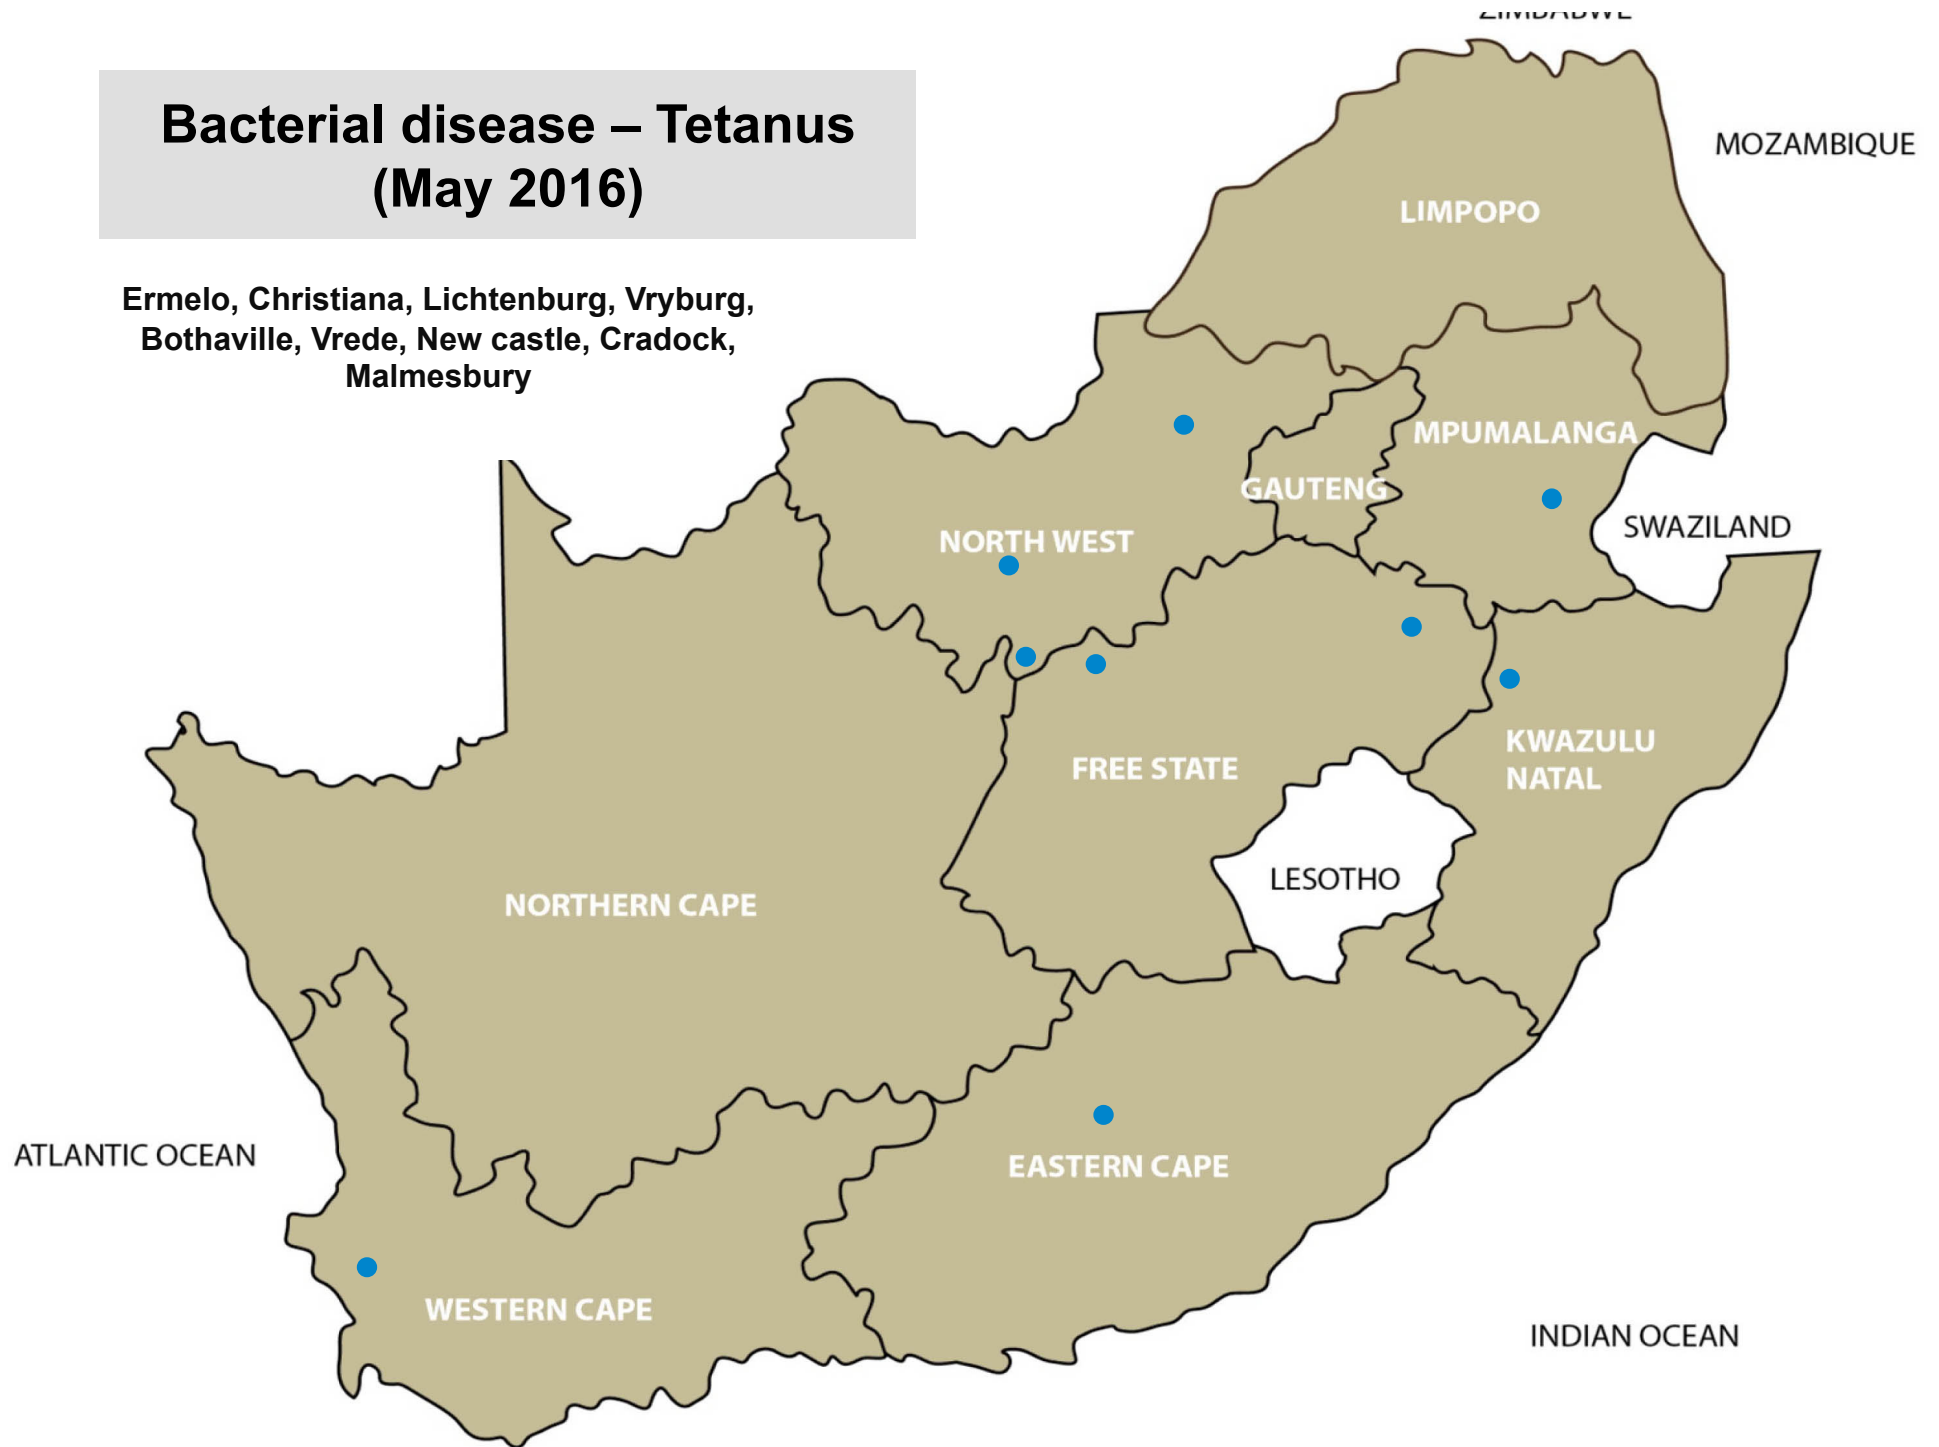 ZIMBABWE
Bacterial disease – Tetanus
(May 2016)
MOZAMBIQUE
LIMPOPO
Ermelo, Christiana, Lichtenburg, Vryburg,
Bothaville, Vrede, New castle, Cradock,
Malmesbury
MPUMALANGA
GAUTENG
SWAZILAND
NORTH WEST
KWAZULU
NATAL
FREE STATE
LESOTHO
NORTHERN CAPE
ATLANTIC OCEAN
EASTERN CAPE
WESTERN CAPE
INDIAN OCEAN